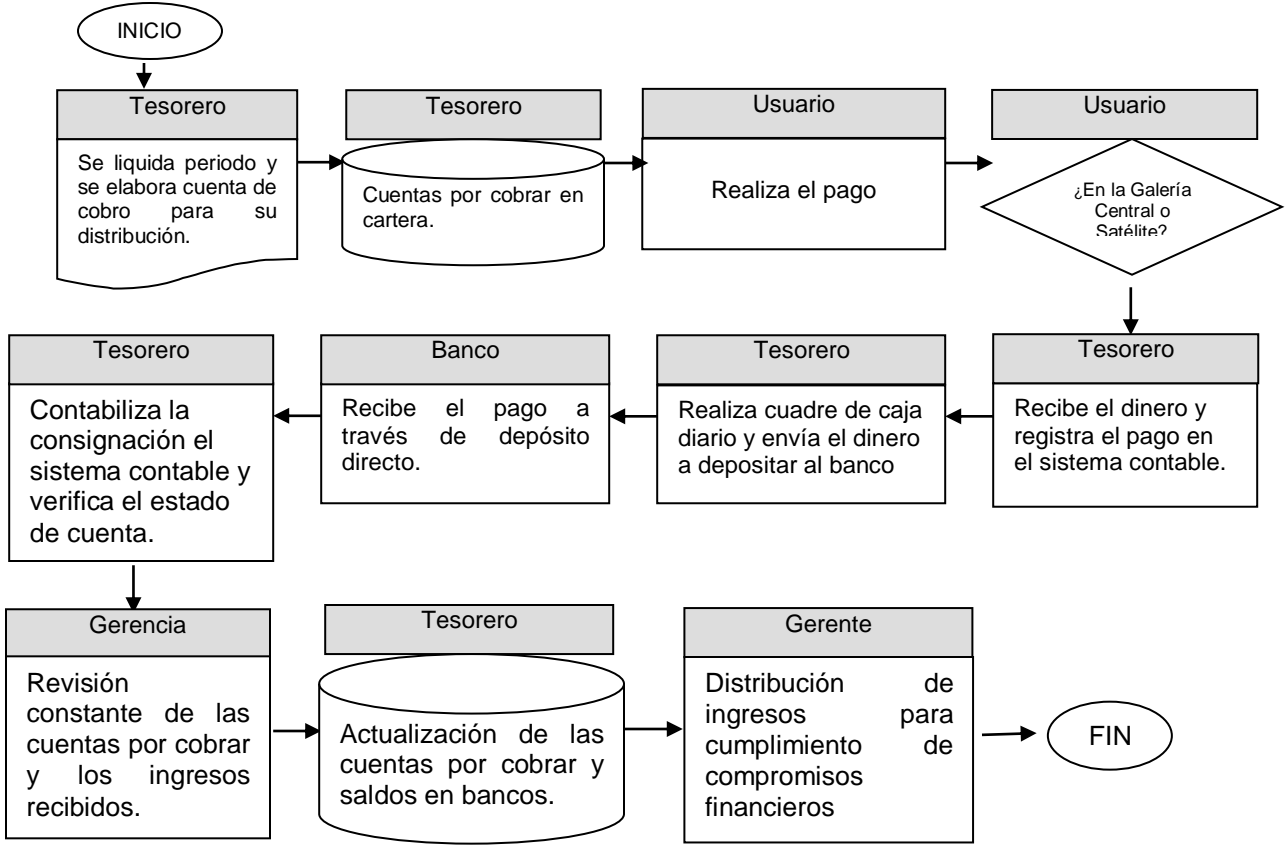 INICIO
Tesorero
Se liquida periodo y
se elabora cuenta de
cobro para su
distribución.
Tesorero
Cuentas por cobrar en
cartera.
Usuario
Realiza el pago
Usuario
¿En la Galería
Central o
Satélite?
Tesorero
Recibe el dinero y
registra el pago en
el sistema contable.
Tesorero
Realiza cuadre de caja
diario y envía el dinero
a depositar al banco
Banco
Recibe el pago a
través de depósito
directo.
Tesorero
Contabiliza la
consignación el
sistema contable y
verifica el estado
de cuenta.
Gerencia
Revisión
constante de las
cuentas por cobrar
y los ingresos
recibidos.
Tesorero
Actualización de las
cuentas por cobrar y
saldos en bancos.
Gerente
Distribución de
ingresos para
cumplimiento de
compromisos
financieros
FIN